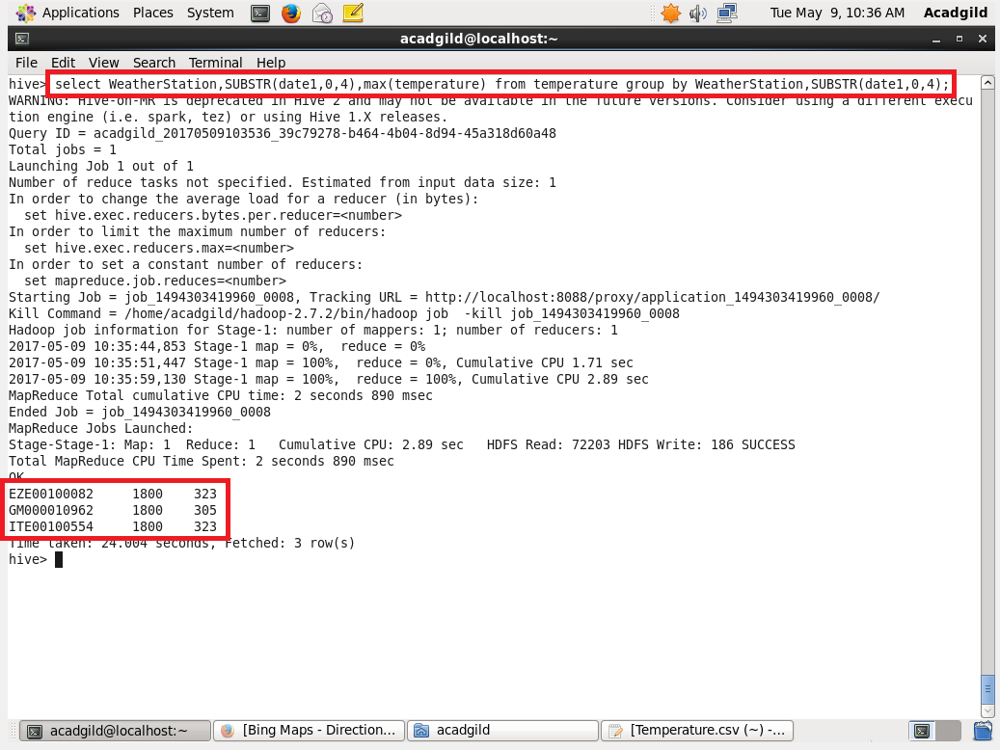 Applications Places System Tue May 9, 10:36 AM Acadgild
acadgild@localhost:~
File Edit View Search Terminal Help
hive> select WeatherStation,SUBSTR(date1,0,4),max(temperature) from temperature group by WeatherStation,SUBSTR(date1,0,4);
WARNING: Hive-on-MR is deprecated in Hive 2 and may not be available in the future versions. Consider using a different execu
tion engine (i.e. spark, tez) or using Hive 1.X releases.
Query ID = acadgild_20170509103536_39c79278-b464-4b04-8d94-45a318d60a48
Total jobs = 1
Launching Job 1 out of 1
Number of reduce tasks not specified. Estimated from input data size: 1
In order to change the average load for a reducer (in bytes):
  set hive.exec.reducers.bytes.per.reducer=<number>
In order to limit the maximum number of reducers:
  set hive.exec.reducers.max=<number>
In order to set a constant number of reducers:
  set mapreduce.job.reduces=<number>
Starting Job = job_1494303419960_0008, Tracking URL = http://localhost:8088/proxy/application_1494303419960_0008/
Kill Command = /home/acadgild/hadoop-2.7.2/bin/hadoop job  -kill job_1494303419960_0008
Hadoop job information for Stage-1: number of mappers: 1; number of reducers: 1
2017-05-09 10:35:44,853 Stage-1 map = 0%,  reduce = 0%
2017-05-09 10:35:51,447 Stage-1 map = 100%,  reduce = 0%, Cumulative CPU 1.71 sec
2017-05-09 10:35:59,130 Stage-1 map = 100%,  reduce = 100%, Cumulative CPU 2.89 sec
MapReduce Total cumulative CPU time: 2 seconds 890 msec
Ended Job = job_1494303419960_0008
MapReduce Jobs Launched:
Stage-Stage-1: Map: 1  Reduce: 1   Cumulative CPU: 2.89 sec   HDFS Read: 72203 HDFS Write: 186 SUCCESS
Total MapReduce CPU Time Spent: 2 seconds 890 msec
OK
EZE00100082     1800    323
GM000010962     1800    305
ITE00100554     1800    323
Time taken: 24.004 seconds, Fetched: 3 row(s)
hive>
acadgild@localhost:~ [Bing Maps - Direction... acadgild [Temperature.csv (~) -...